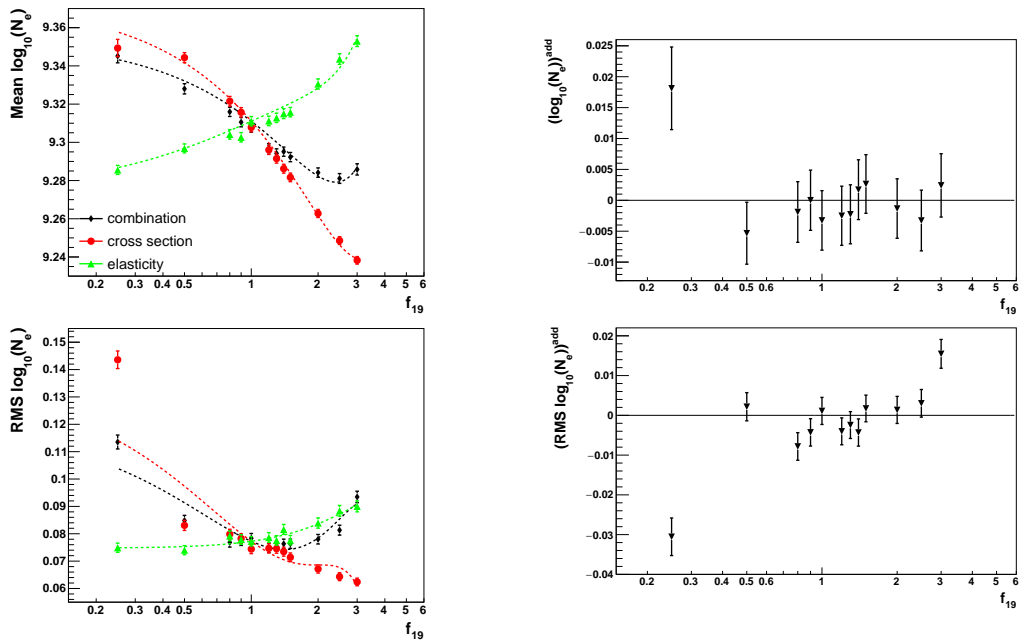 Mean log10(Ne)
9.36
9.34
9.32
9.3
9.28
9.26
9.24
combination
cross section
elasticity
0.2 0.3 0.4 0.5 1 2 3 4 5 6
f19
(log10(Ne))add
0.025
0.02
0.015
0.01
0.005
0
−0.005
−0.01
0.2 0.3 0.4 0.5 0.6 1 2 3 4 5 6
f19
RMS log10(Ne)
0.15
0.14
0.13
0.12
0.11
0.1
0.09
0.08
0.07
0.06
0.2 0.3 0.4 0.5 1 2 3 4 5 6
f19
(RMS log10(Ne))add
0.02
0.01
0
−0.01
−0.02
−0.03
−0.04
0.2 0.3 0.4 0.5 0.6 1 2 3 4 5 6
f19